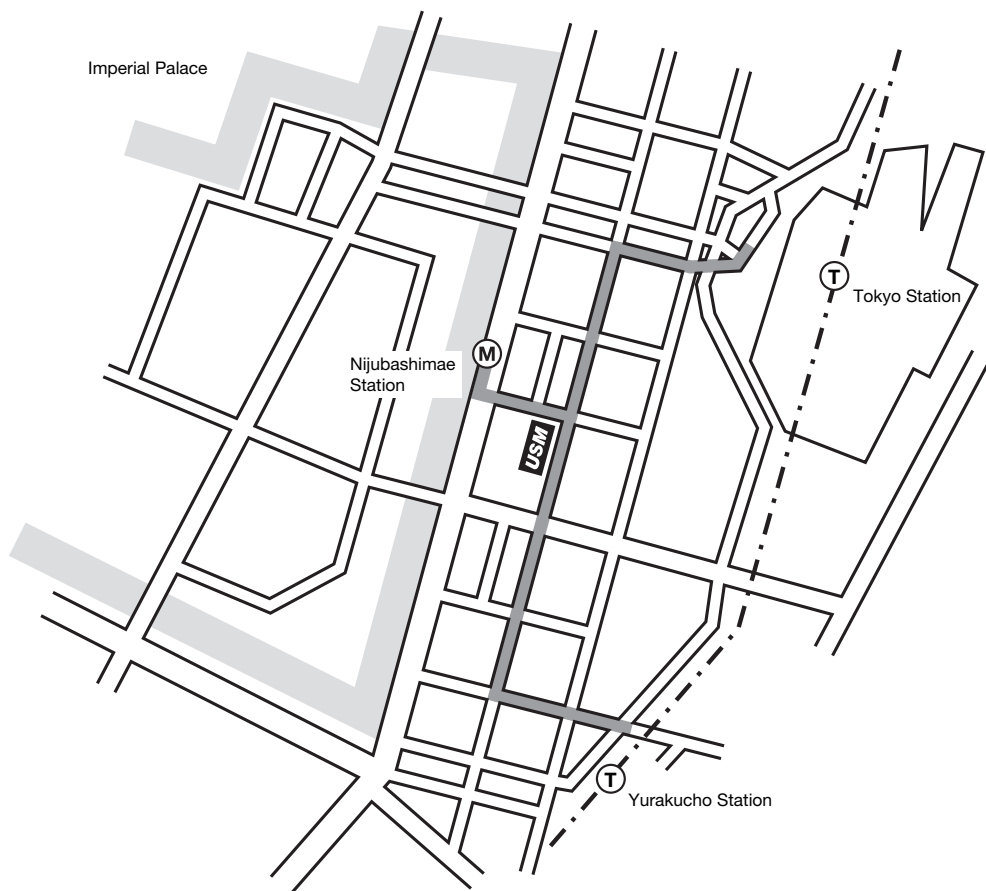 Imperial Palace
T
Tokyo Station
M
Nijubashimae
Station
USM
T
Yurakucho Station